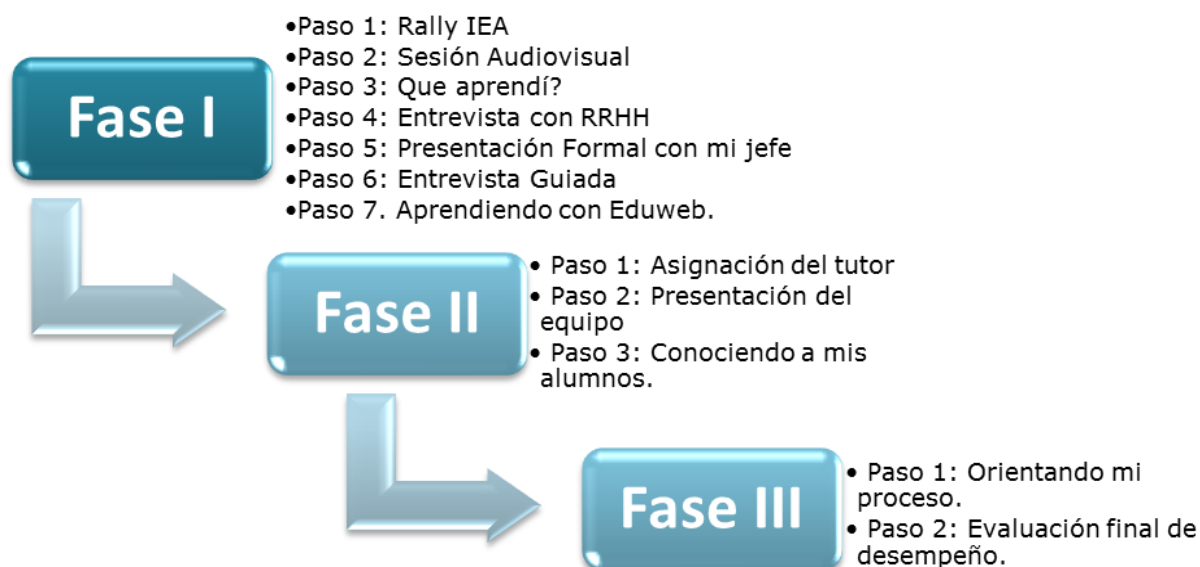 •Paso 1: Rally IEA
•Paso 2: Sesión Audiovisual
•Paso 3: Que aprendí?
•Paso 4: Entrevista con RRHH
•Paso 5: Presentación Formal con mi jefe
•Paso 6: Entrevista Guiada
•Paso 7. Aprendiendo con Eduweb.
Fase I
• Paso 1: Asignación del tutor
• Paso 2: Presentación del
equipo
• Paso 3: Conociendo a mis
alumnos.
Fase II
• Paso 1: Orientando mi
proceso.
• Paso 2: Evaluación final de
desempeño.
Fase III